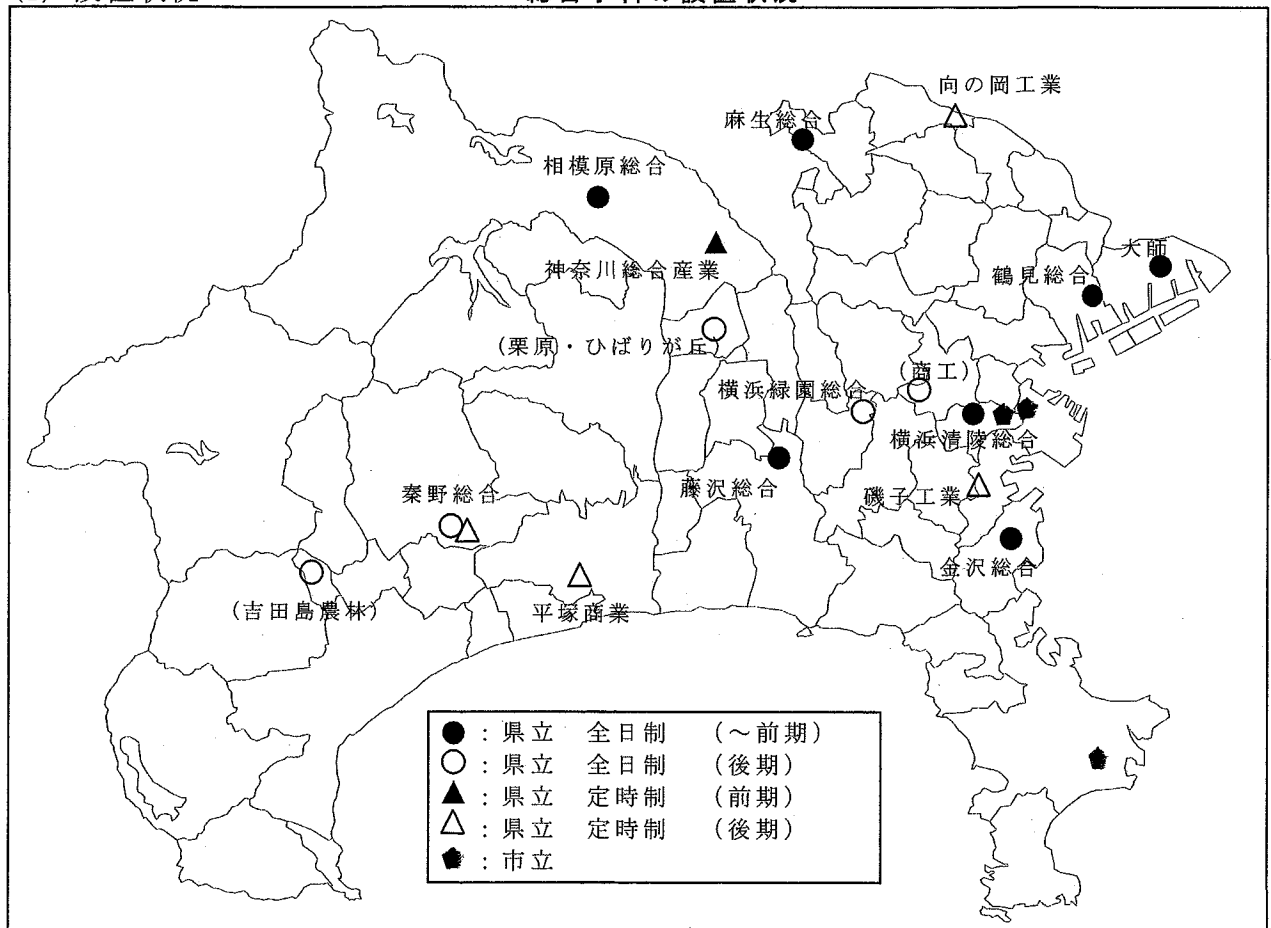 総合学科の設置状況
向の岡工業
麻生総合
相模原総合
大師
鶴見総合
神奈川総合産業
(栗原・ひばりが丘)
(商工)
横浜緑園総合
横浜清陵総合
藤沢総合
磯子工業
秦野総合
金沢総合
(吉田島農林)
平塚商業
●:県立 全日制 (~前期)
○:県立 全日制 (後期)
▲:県立 定時制 (前期)
△:県立 定時制 (後期)
:市立